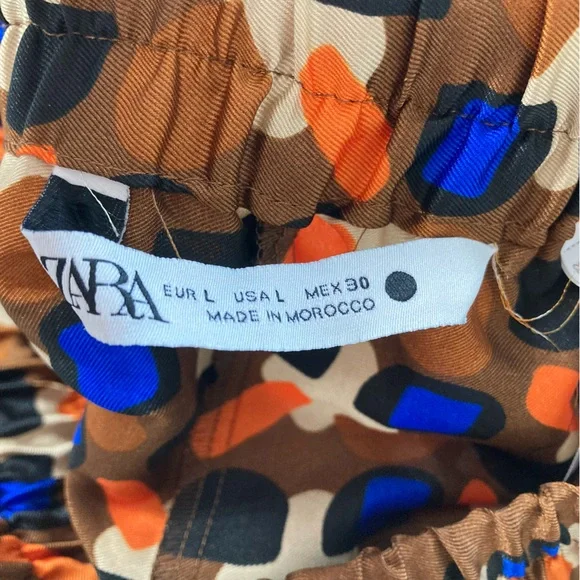 ZARA
EUR L USA L MEX 30
MADE IN MOROCCO